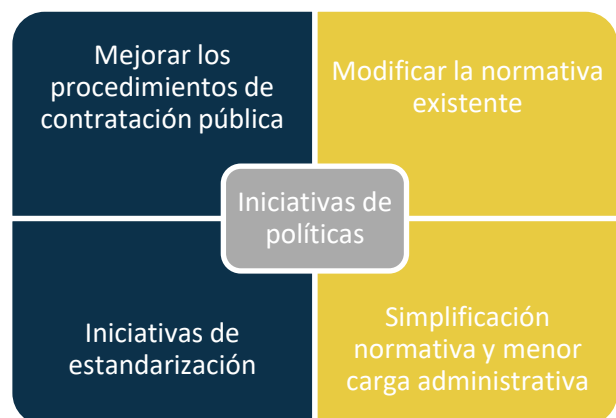 Mejorar los
procedimientos de
contratación pública
Modificar la normativa
existente
Iniciativas de
políticas
Iniciativas de
estandarización
Simplificación
normativa y menor
carga administrativa